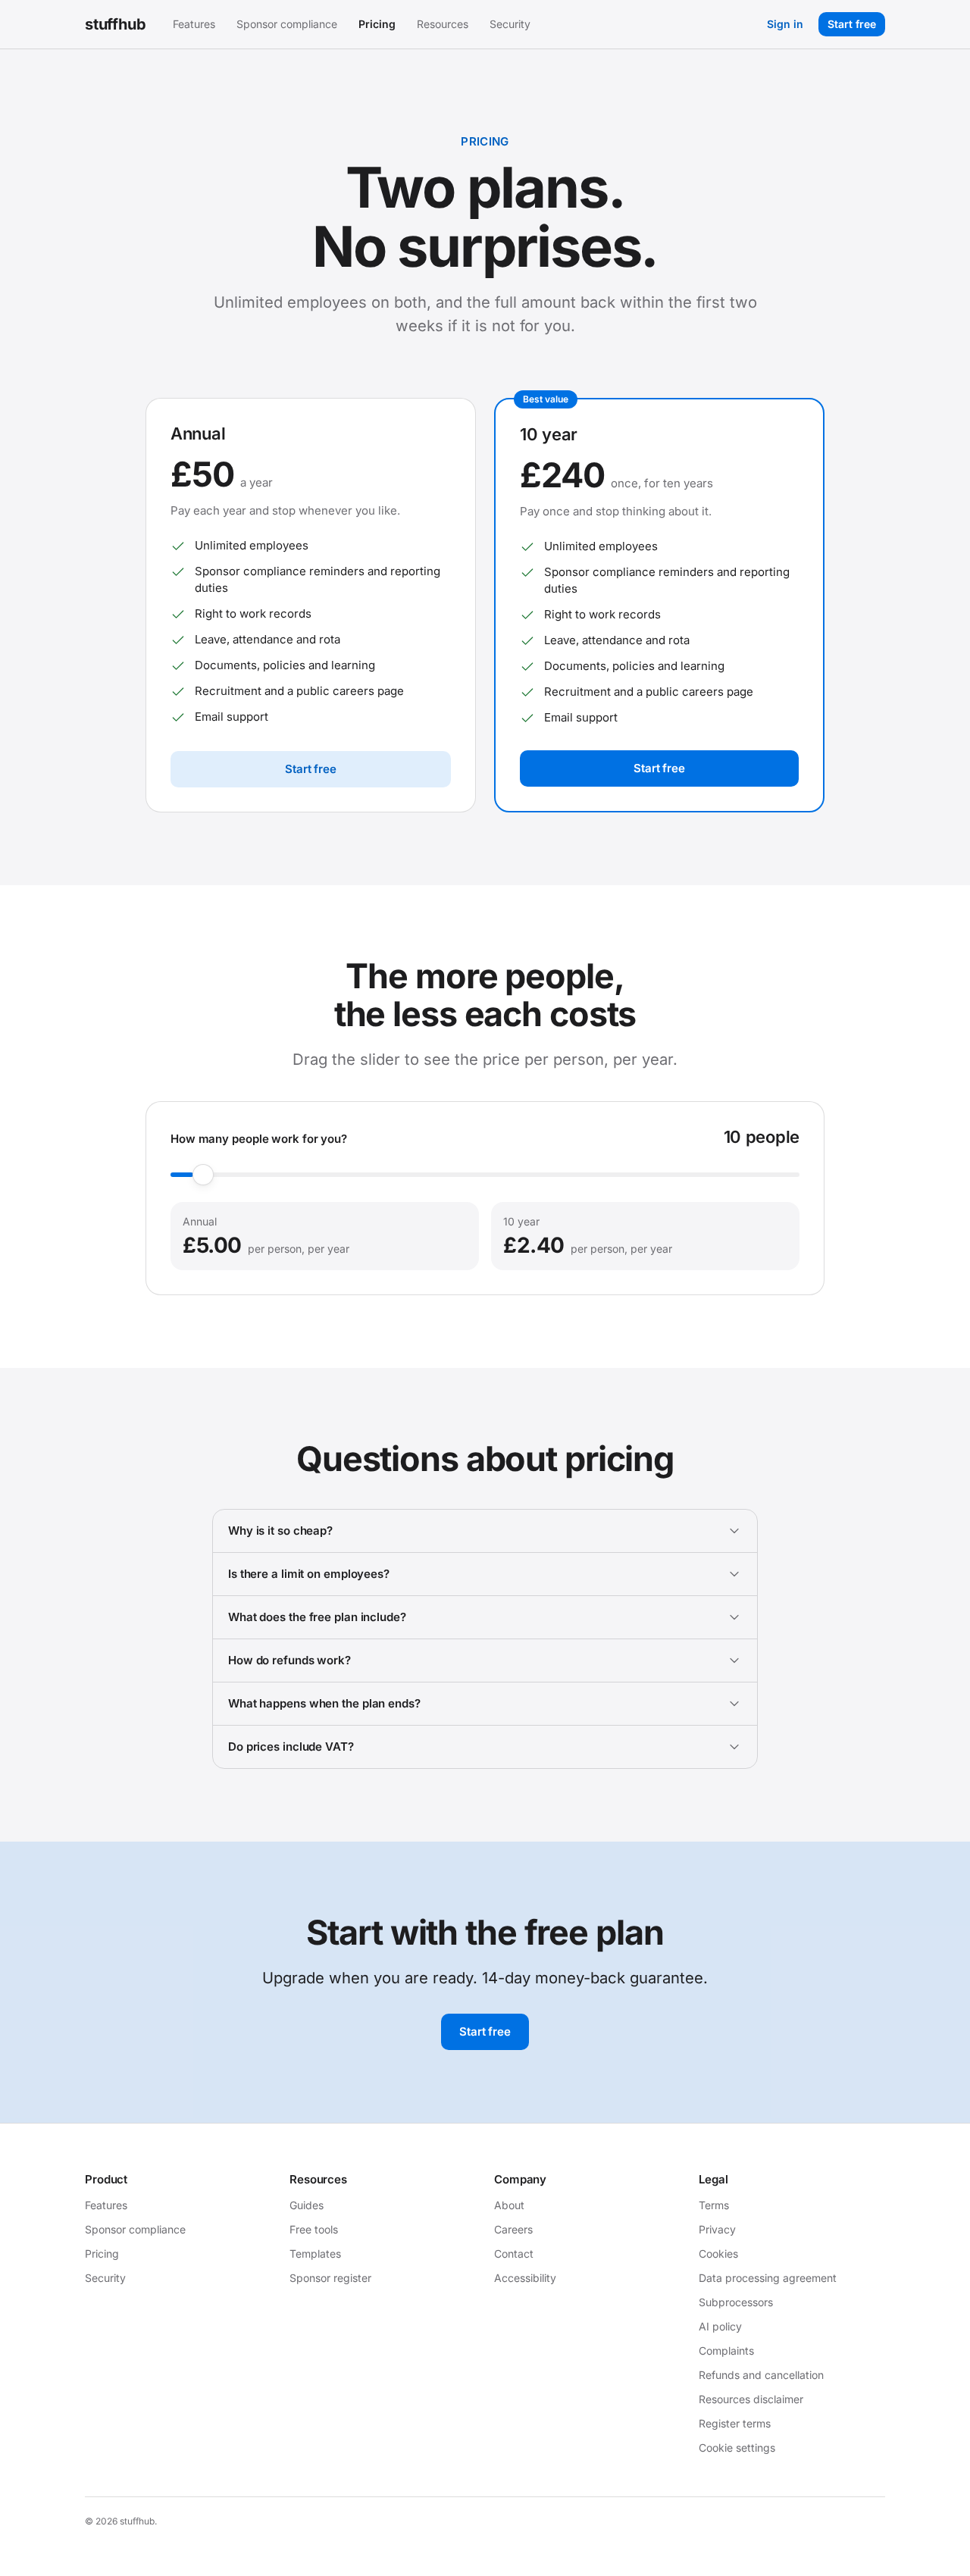 stuffhub
Features
Sponsor compliance
Pricing
Resources
Security
Sign in
Start free
PRICING
Two plans.
No surprises.
Unlimited employees on both, and the full amount back within the first two
weeks if it is not for you.
Annual
£50 a year
Pay each year and stop whenever you like.
Unlimited employees
Sponsor compliance reminders and reporting
duties
Right to work records
Leave, attendance and rota
Documents, policies and learning
Recruitment and a public careers page
Email support
Start free
Best value
10 year
£240 once, for ten years
Pay once and stop thinking about it.
Unlimited employees
Sponsor compliance reminders and reporting
duties
Right to work records
Leave, attendance and rota
Documents, policies and learning
Recruitment and a public careers page
Email support
Start free
The more people,
the less each costs
Drag the slider to see the price per person, per year.
How many people work for you?
10 people
Annual
£5.00 per person, per year
10 year
£2.40 per person, per year
Questions about pricing
Why is it so cheap?
Is there a limit on employees?
What does the free plan include?
How do refunds work?
What happens when the plan ends?
Do prices include VAT?
Start with the free plan
Upgrade when you are ready. 14-day money-back guarantee.
Start free
Product
Features
Sponsor compliance
Pricing
Security
Resources
Guides
Free tools
Templates
Sponsor register
Company
About
Careers
Contact
Accessibility
Legal
Terms
Privacy
Cookies
Data processing agreement
Subprocessors
AI policy
Complaints
Refunds and cancellation
Resources disclaimer
Register terms
Cookie settings
© 2026 stuffhub.